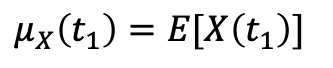 μ_X(t_1) = E[X(t_1)]